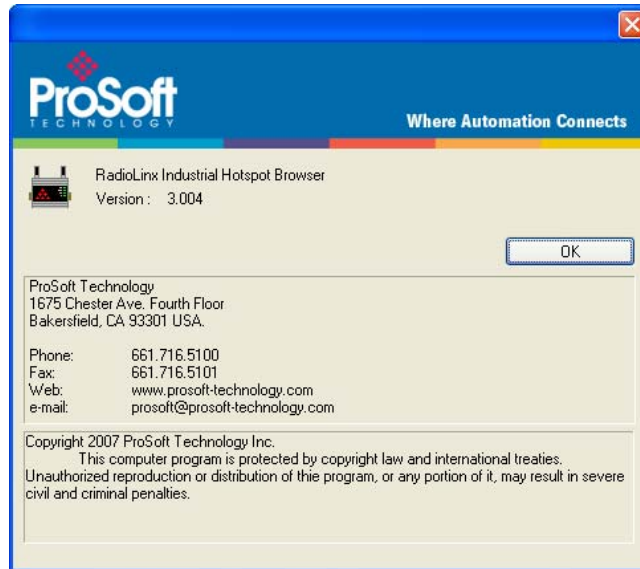 ProSoft
TECHNOLOGY
Where Automation Connects
RadioLinx Industrial Hotspot Browser
Version : 3.004
OK
ProSoft Technology
1675 Chester Ave. Fourth Floor
Bakersfield, CA 93301 USA.
Phone: 661.716.5100
Fax: 661.716.5101
Web: www.prosoft-technology.com
e-mail: prosoft@prosoft-technology.com
Copyright 2007 ProSoft Technology Inc.
This computer program is protected by copyright law and international treaties.
Unauthorized reproduction or distribution of thie program, or any portion of it, may result in severe
civil and criminal penalties.